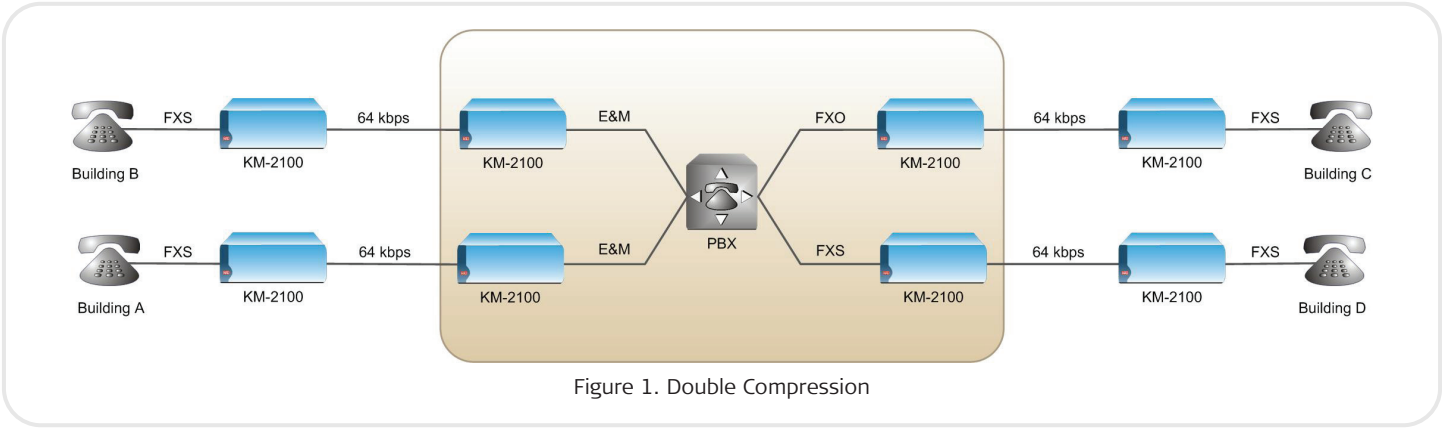 FXS
64 kbps
E&M
FXO
64 kbps
FXS
KM-2100
KM-2100
KM-2100
KM-2100
Building B
Building C
PBX
FXS
64 kbps
E&M
FXS
64 kbps
FXS
KM-2100
KM-2100
KM-2100
KM-2100
Building A
Building D
Figure 1. Double Compression